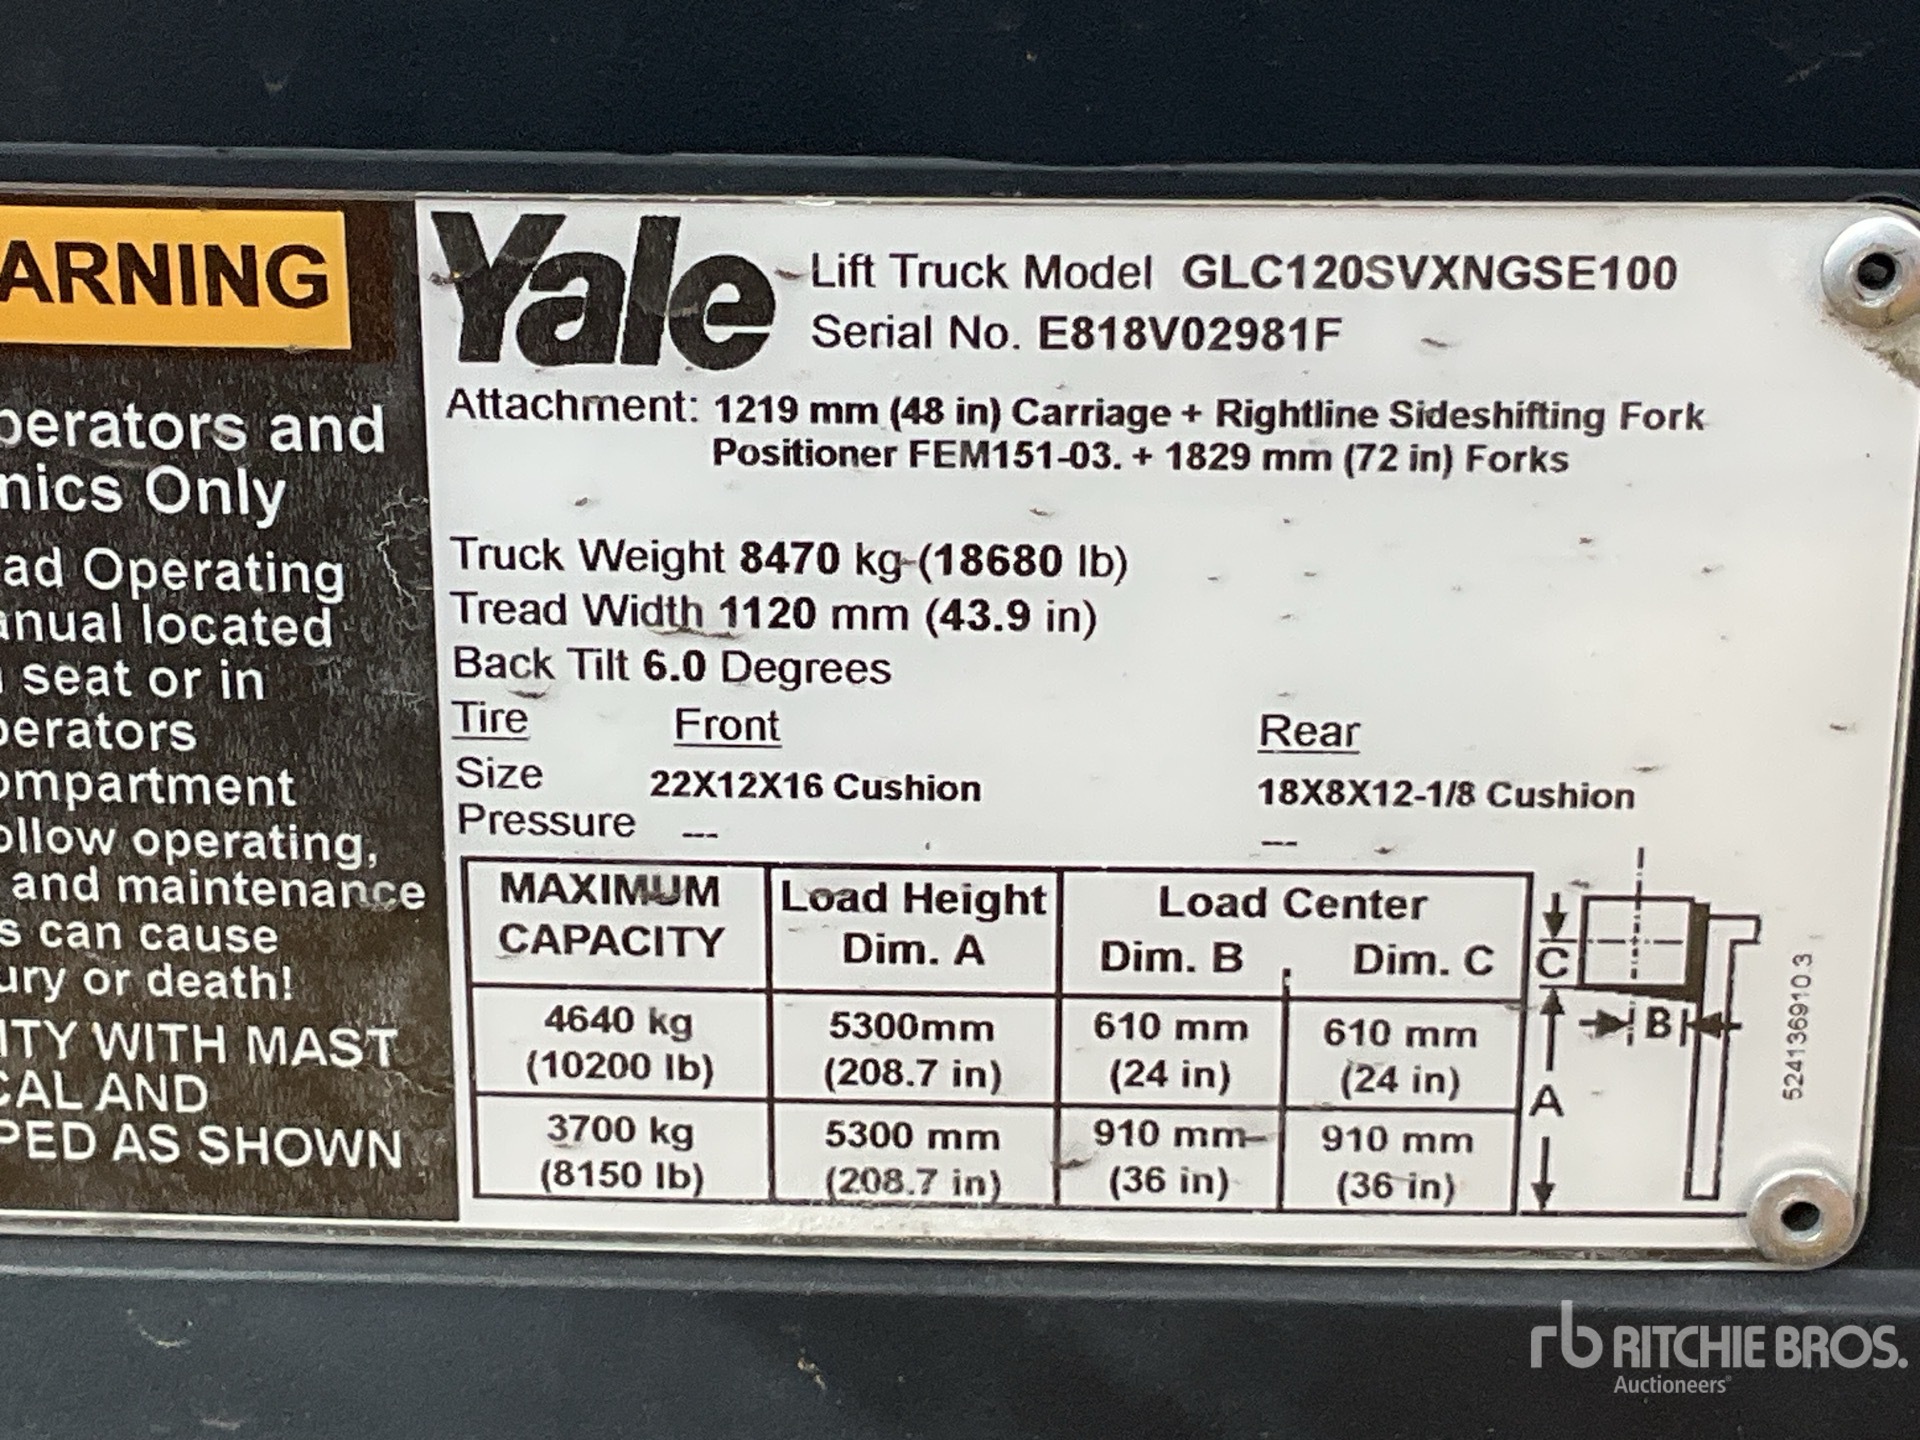 ARNING
perators and
nics Only
ad Operating
anual located
seat or in
perators
ompartment
ollow operating,
and maintenance
s can cause
ury or death!
ITY WITH MAST
CAL AND
PED AS SHOWN
Yale
Lift Truck Model GLC120SVXNGSE100
Serial No. E818V02981F
Attachment: 1219 mm (48 in) Carriage + Rightline Sideshifting Fork
Positioner FEM151-03. + 1829 mm (72 in) Forks
Truck Weight 8470 kg (18680 lb)
Tread Width 1120 mm (43.9 in)
Back Tilt 6.0 Degrees
Tire Front Rear
Size 22X12X16 Cushion 18X8X12-1/8 Cushion
Pressure --- ---
MAXIMUM CAPACITY Load Height Dim. A Load Center Dim. B Dim. C
4640 kg 5300mm 610 mm 610 mm
(10200 lb) (208.7 in) (24 in) (24 in)
3700 kg 5300 mm 910 mm 910 mm
(8150 lb) (208.7 in) (36 in) (36 in)
C
B
A
524136910 3
rb RITCHIE BROS.
Auctioneers